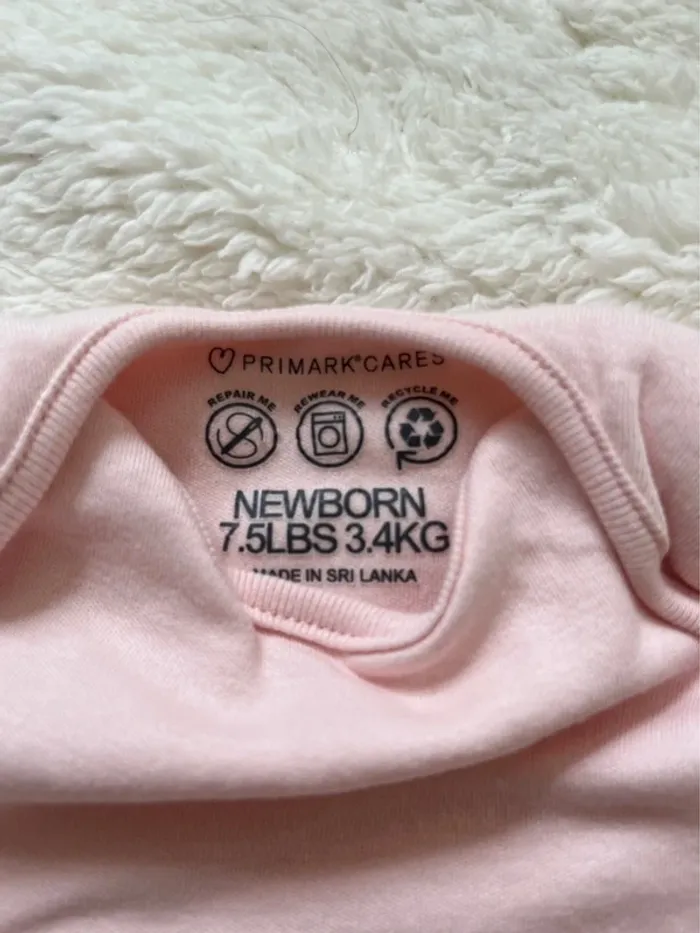 PRIMARK®CARES
REPAIR ME REWEAR ME RECYCLE ME
NEWBORN
7.5LBS 3.4KG
MADE IN SRI LANKA